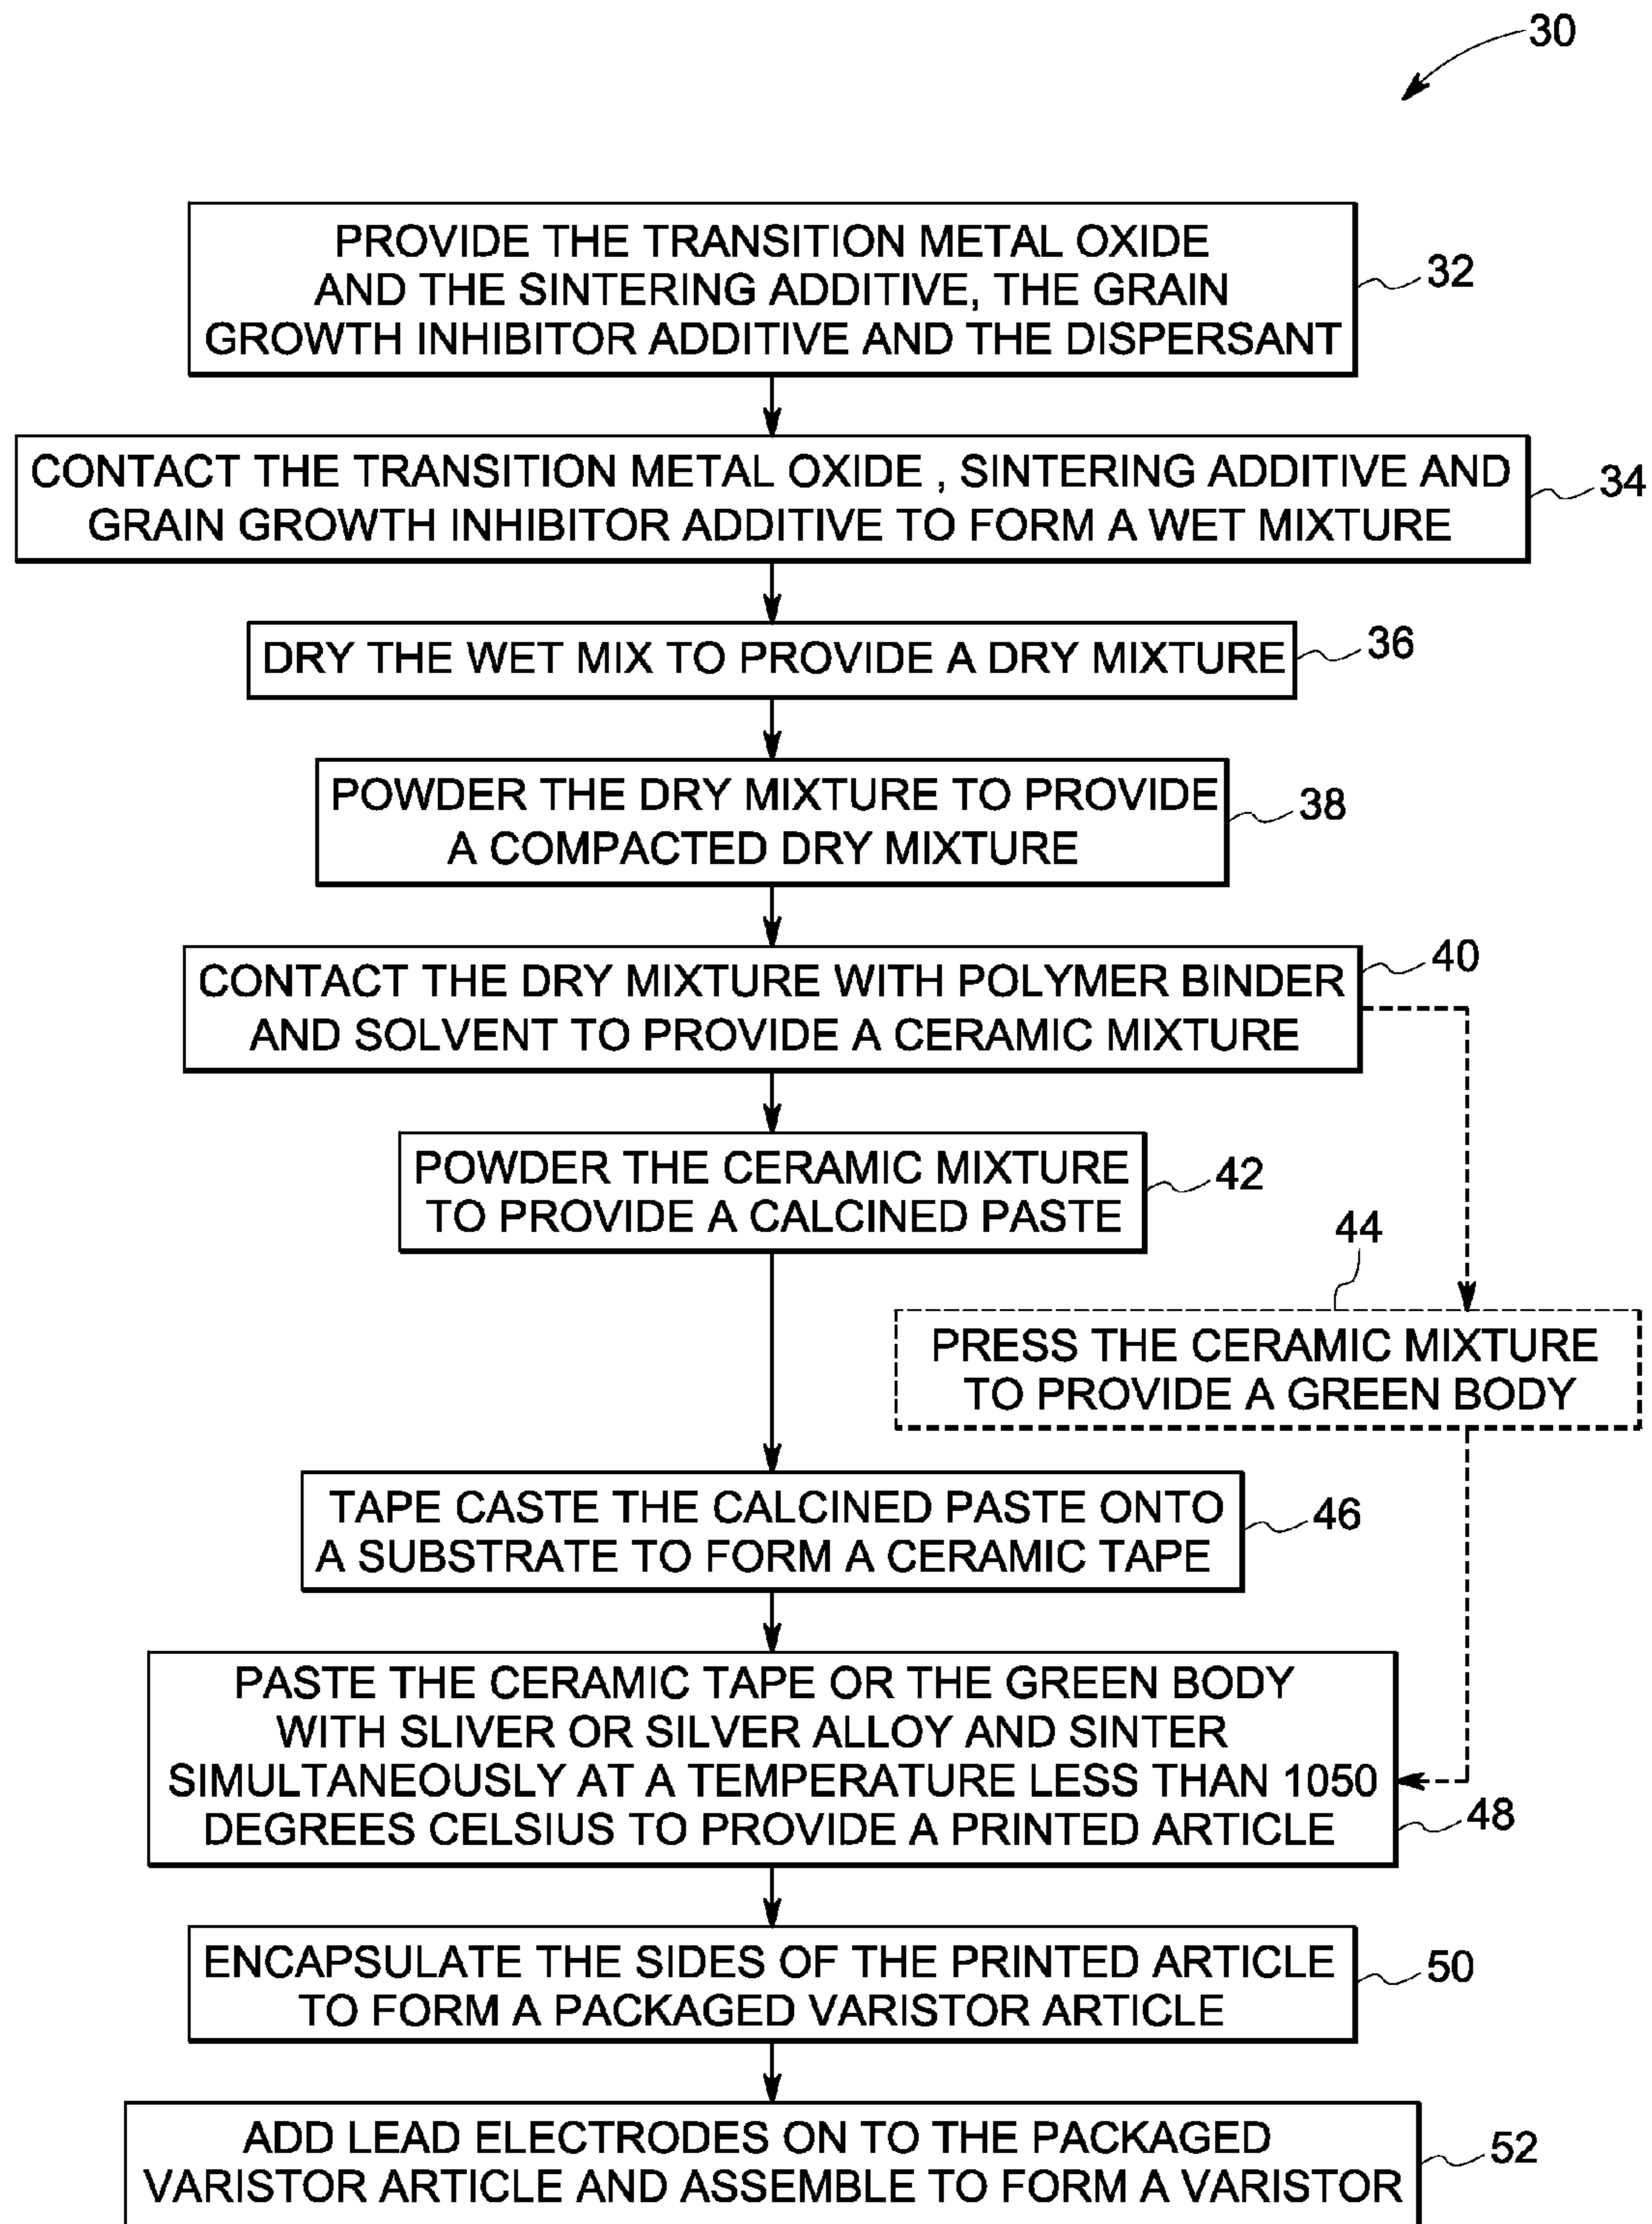 30
PROVIDE THE TRANSITION METAL OXIDE
AND THE SINTERING ADDITIVE, THE GRAIN
GROWTH INHIBITOR ADDITIVE AND THE DISPERSANT
32
CONTACT THE TRANSITION METAL OXIDE , SINTERING ADDITIVE AND
GRAIN GROWTH INHIBITOR ADDITIVE TO FORM A WET MIXTURE
34
DRY THE WET MIX TO PROVIDE A DRY MIXTURE
36
POWDER THE DRY MIXTURE TO PROVIDE
A COMPACTED DRY MIXTURE
38
CONTACT THE DRY MIXTURE WITH POLYMER BINDER
AND SOLVENT TO PROVIDE A CERAMIC MIXTURE
40
POWDER THE CERAMIC MIXTURE
TO PROVIDE A CALCINED PASTE
42
44
PRESS THE CERAMIC MIXTURE
TO PROVIDE A GREEN BODY
TAPE CASTE THE CALCINED PASTE ONTO
A SUBSTRATE TO FORM A CERAMIC TAPE
46
PASTE THE CERAMIC TAPE OR THE GREEN BODY
WITH SLIVER OR SILVER ALLOY AND SINTER
SIMULTANEOUSLY AT A TEMPERATURE LESS THAN 1050
DEGREES CELSIUS TO PROVIDE A PRINTED ARTICLE
48
ENCAPSULATE THE SIDES OF THE PRINTED ARTICLE
TO FORM A PACKAGED VARISTOR ARTICLE
50
ADD LEAD ELECTRODES ON TO THE PACKAGED
VARISTOR ARTICLE AND ASSEMBLE TO FORM A VARISTOR
52